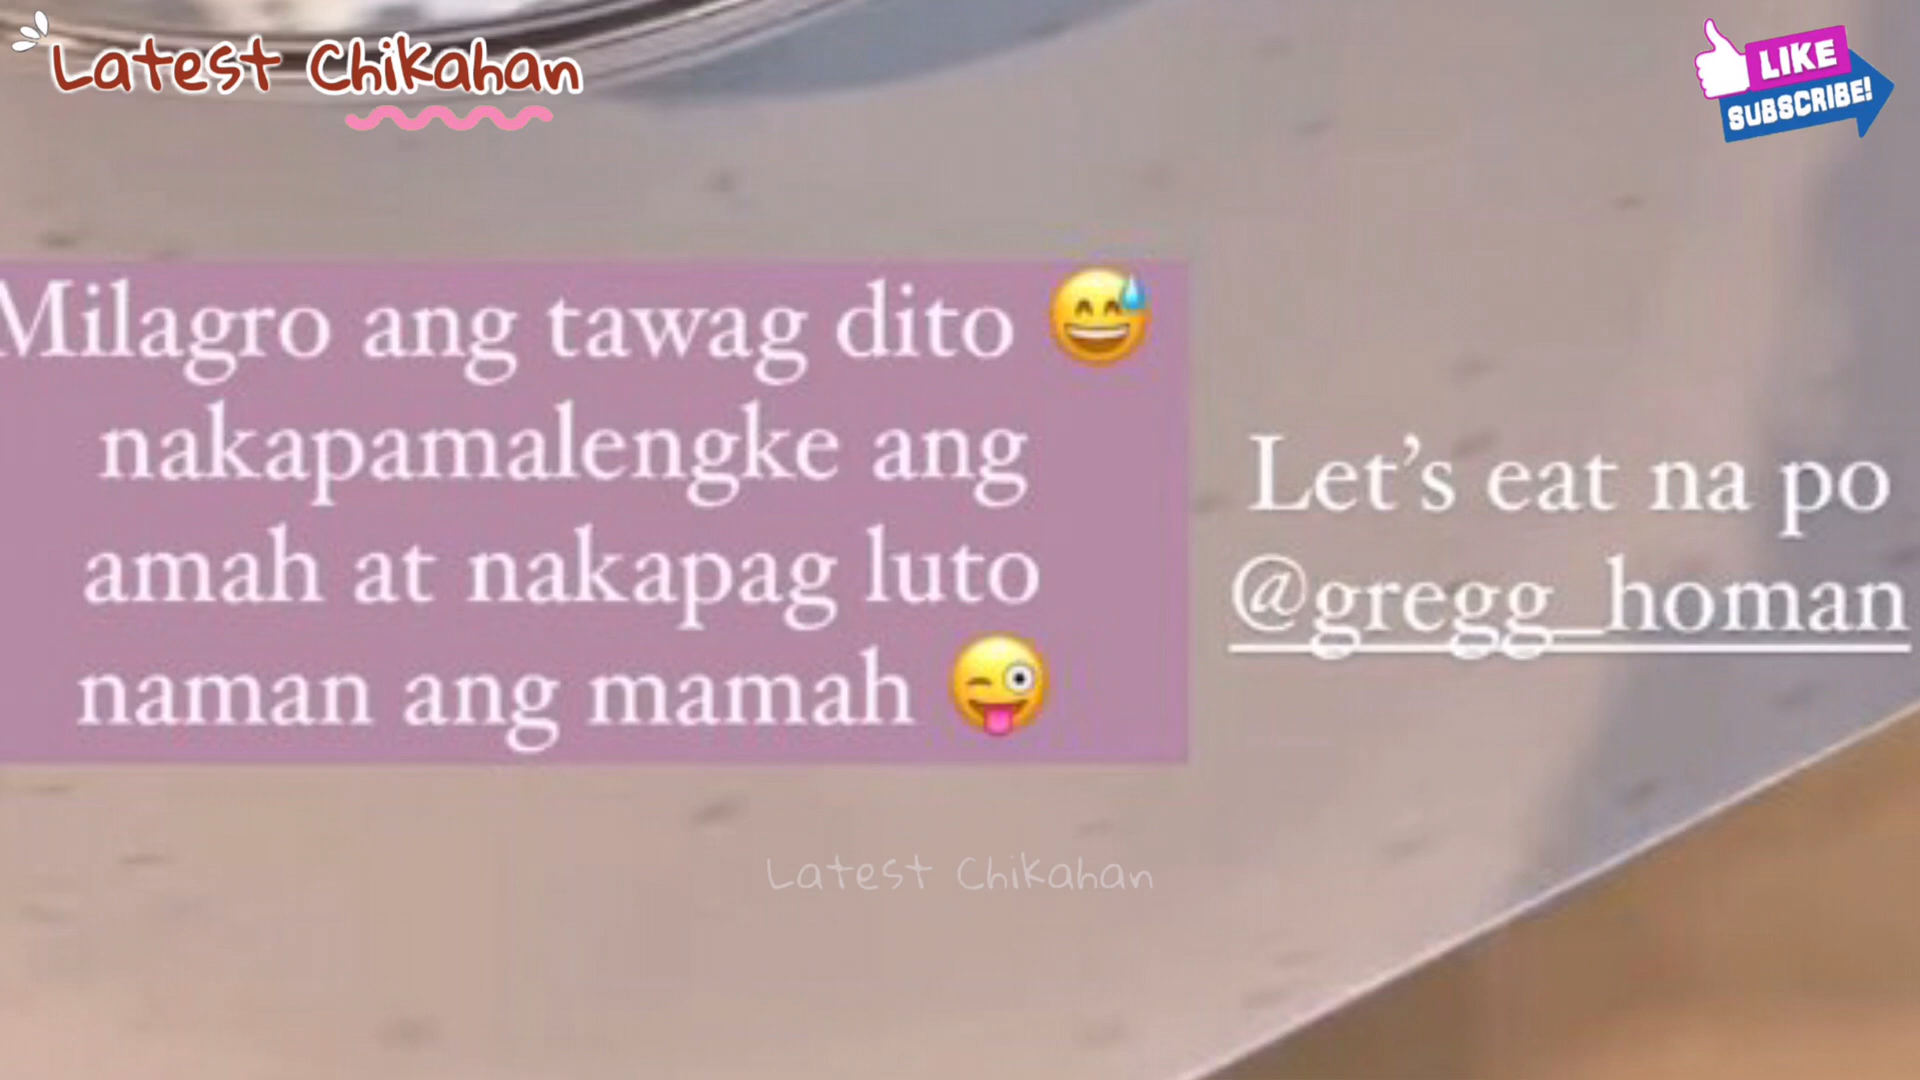 Latest Chikahan
LIKE
SUBSCRIBE!
Milagro ang tawag dito 😅
nakapamalengke ang
amah at nakapag luto
naman ang mamah 😜
Let's eat na po
@gregg_homan
Latest Chikahan